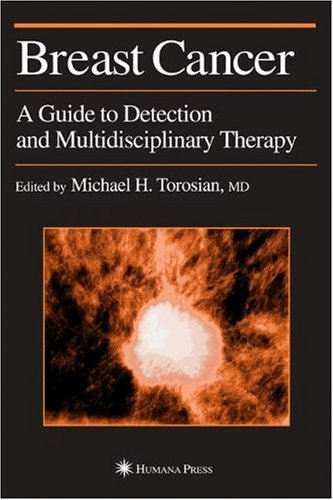 Breast Cancer
A Guide to Detection
and Multidisciplinary Therapy
Edited by Michael H. Torosian, MD
HUMANA PRESS